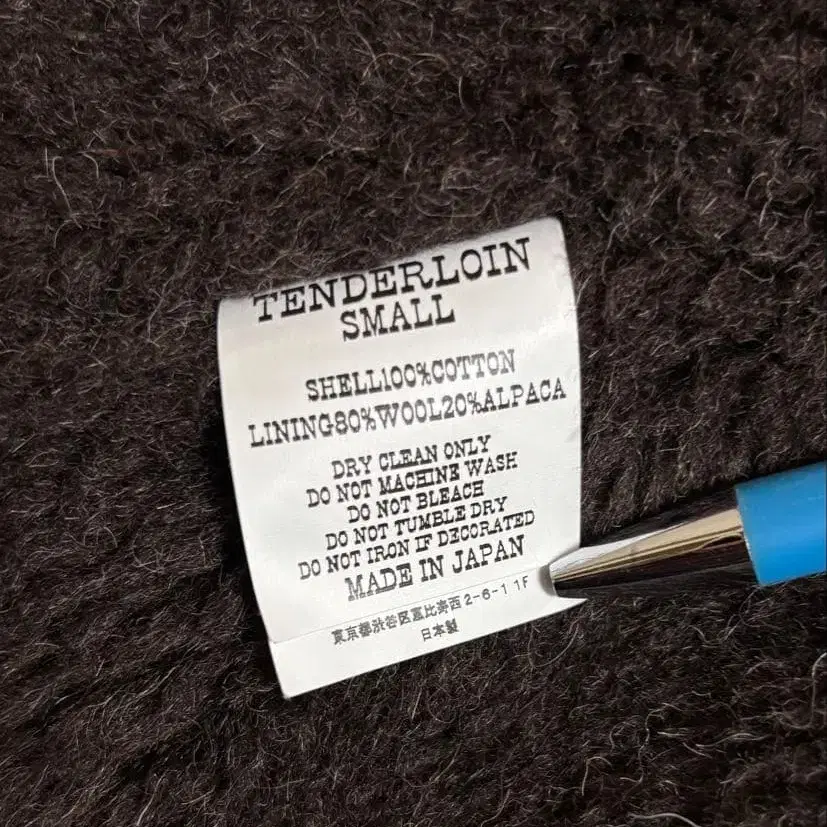 TENDERLOIN
SMALL
SHELL100%COTTON
LINING80%WOOL20%ALPACA
DRY CLEAN ONLY
DO NOT MACHINE WASH
DO NOT BLEACH
DO NOT TUMBLE DRY
DO NOT IRON IF DECORATED
MADE IN JAPAN
東京都渋谷区恵比寿西2-6-1 1F
日本製